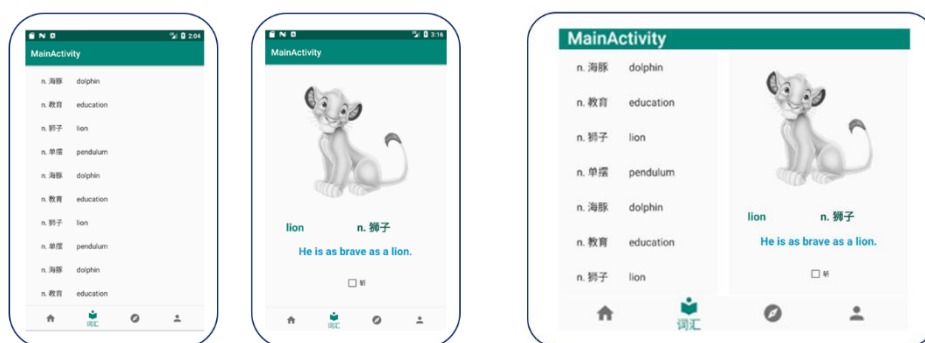 2:04
MainActivity
n. 海豚 dolphin
n. 教育 education
n. 狮子 lion
n. 单摆 pendulum
n. 海豚 dolphin
n. 教育 education
n. 狮子 lion
n. 单摆 pendulum
n. 海豚 dolphin
n. 教育 education
词汇
3:16
MainActivity
lion n. 狮子
He is as brave as a lion.
斩
词汇
MainActivity
n. 海豚 dolphin
n. 教育 education
n. 狮子 lion
n. 单摆 pendulum
n. 海豚 dolphin
n. 教育 education
n. 狮子 lion
lion n. 狮子
He is as brave as a lion.
斩
词汇